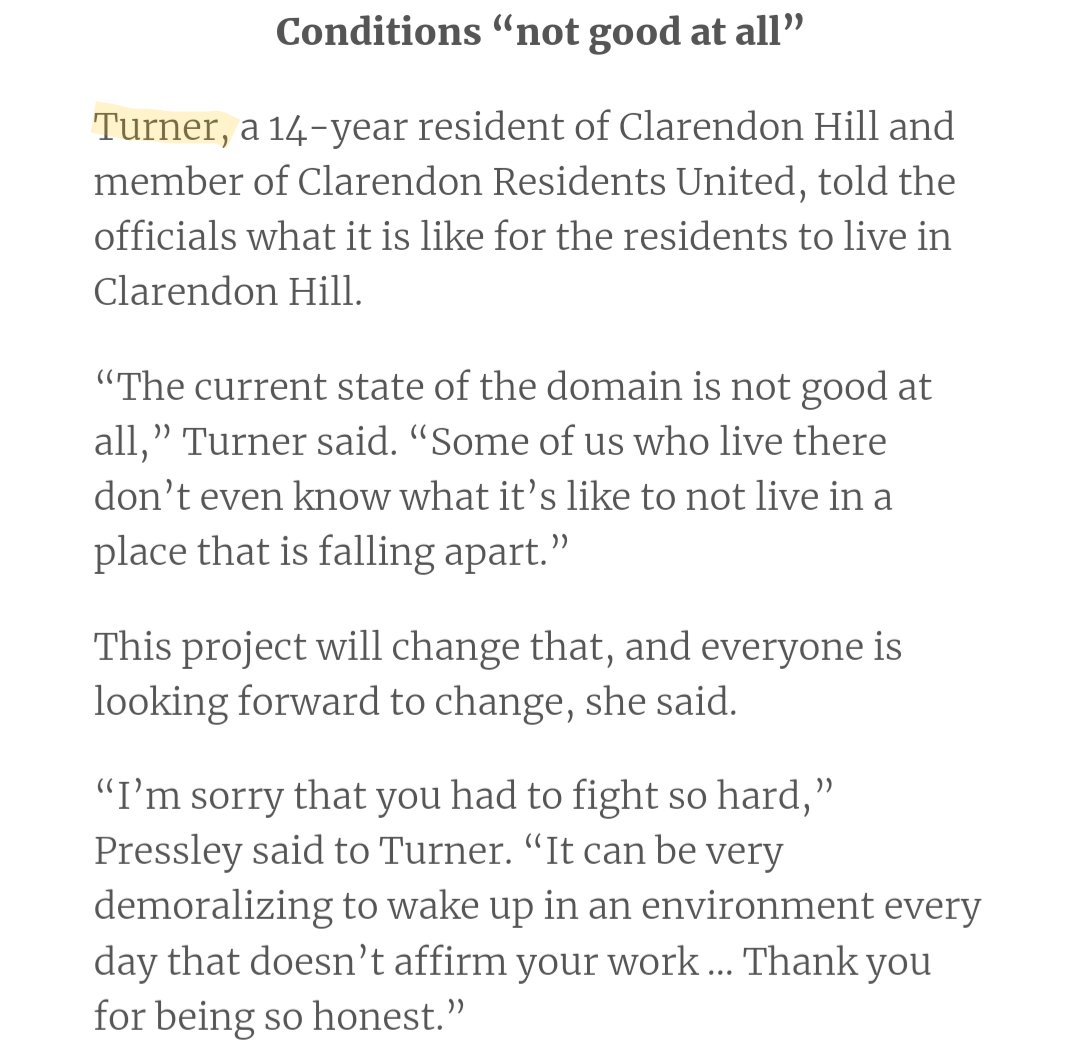 Conditions “not good at all”
Turner, a 14-year resident of Clarendon Hill and
member of Clarendon Residents United, told the
officials what it is like for the residents to live in
Clarendon Hill.
“The current state of the domain is not good at
all,” Turner said. “Some of us who live there
don’t even know what it’s like to not live in a
place that is falling apart.”
This project will change that, and everyone is
looking forward to change, she said.
“I’m sorry that you had to fight so hard,”
Pressley said to Turner. “It can be very
demoralizing to wake up in an environment every
day that doesn’t affirm your work ... Thank you
for being so honest.”